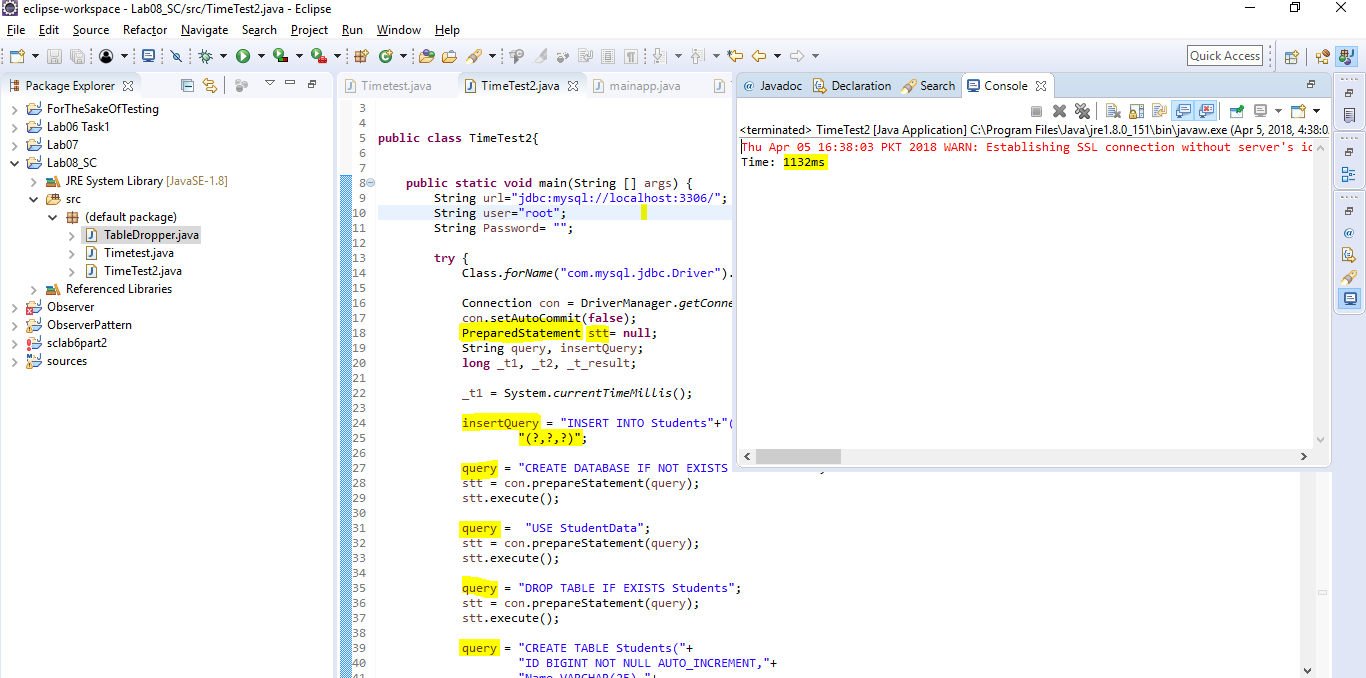 eclipse-workspace - Lab08_SC/src/TimeTest2.java - Eclipse
File Edit Source Refactor Navigate Search Project Run Window Help
Quick Access
Package Explorer
ForTheSakeOfTesting
Lab06 Task1
Lab07
Lab08_SC
JRE System Library [JavaSE-1.8]
src
(default package)
TableDropper.java
Timetest.java
TimeTest2.java
Referenced Libraries
Observer
ObserverPattern
sclab6part2
sources
Timetest.java TimeTest2.java mainapp.java
3
4
5 public class TimeTest2{
6
7
8 public static void main(String [] args) {
9 String url="jdbc:mysql://localhost:3306/";
10 String user="root";
11 String Password= "";
12
13 try {
14 Class.forName("com.mysql.jdbc.Driver").
15
16 Connection con = DriverManager.getConne
17 con.setAutoCommit(false);
18 PreparedStatement stt= null;
19 String query, insertQuery;
20 long _t1, _t2, _t_result;
21
22 _t1 = System.currentTimeMillis();
23
24 insertQuery = "INSERT INTO Students"+"(
25 "(?,?,?)";
26
27 query = "CREATE DATABASE IF NOT EXISTS
28 stt = con.prepareStatement(query);
29 stt.execute();
30
31 query = "USE StudentData";
32 stt = con.prepareStatement(query);
33 stt.execute();
34
35 query = "DROP TABLE IF EXISTS Students";
36 stt = con.prepareStatement(query);
37 stt.execute();
38
39 query = "CREATE TABLE Students("+
40 "ID BIGINT NOT NULL AUTO_INCREMENT,"+
41 "Name VARCHAR(25),"+
@ Javadoc Declaration Search Console
<terminated> TimeTest2 [Java Application] C:\Program Files\Java\jre1.8.0_151\bin\javaw.exe (Apr 5, 2018, 4:38:0
Thu Apr 05 16:38:03 PKT 2018 WARN: Establishing SSL connection without server's id
Time: 1132ms